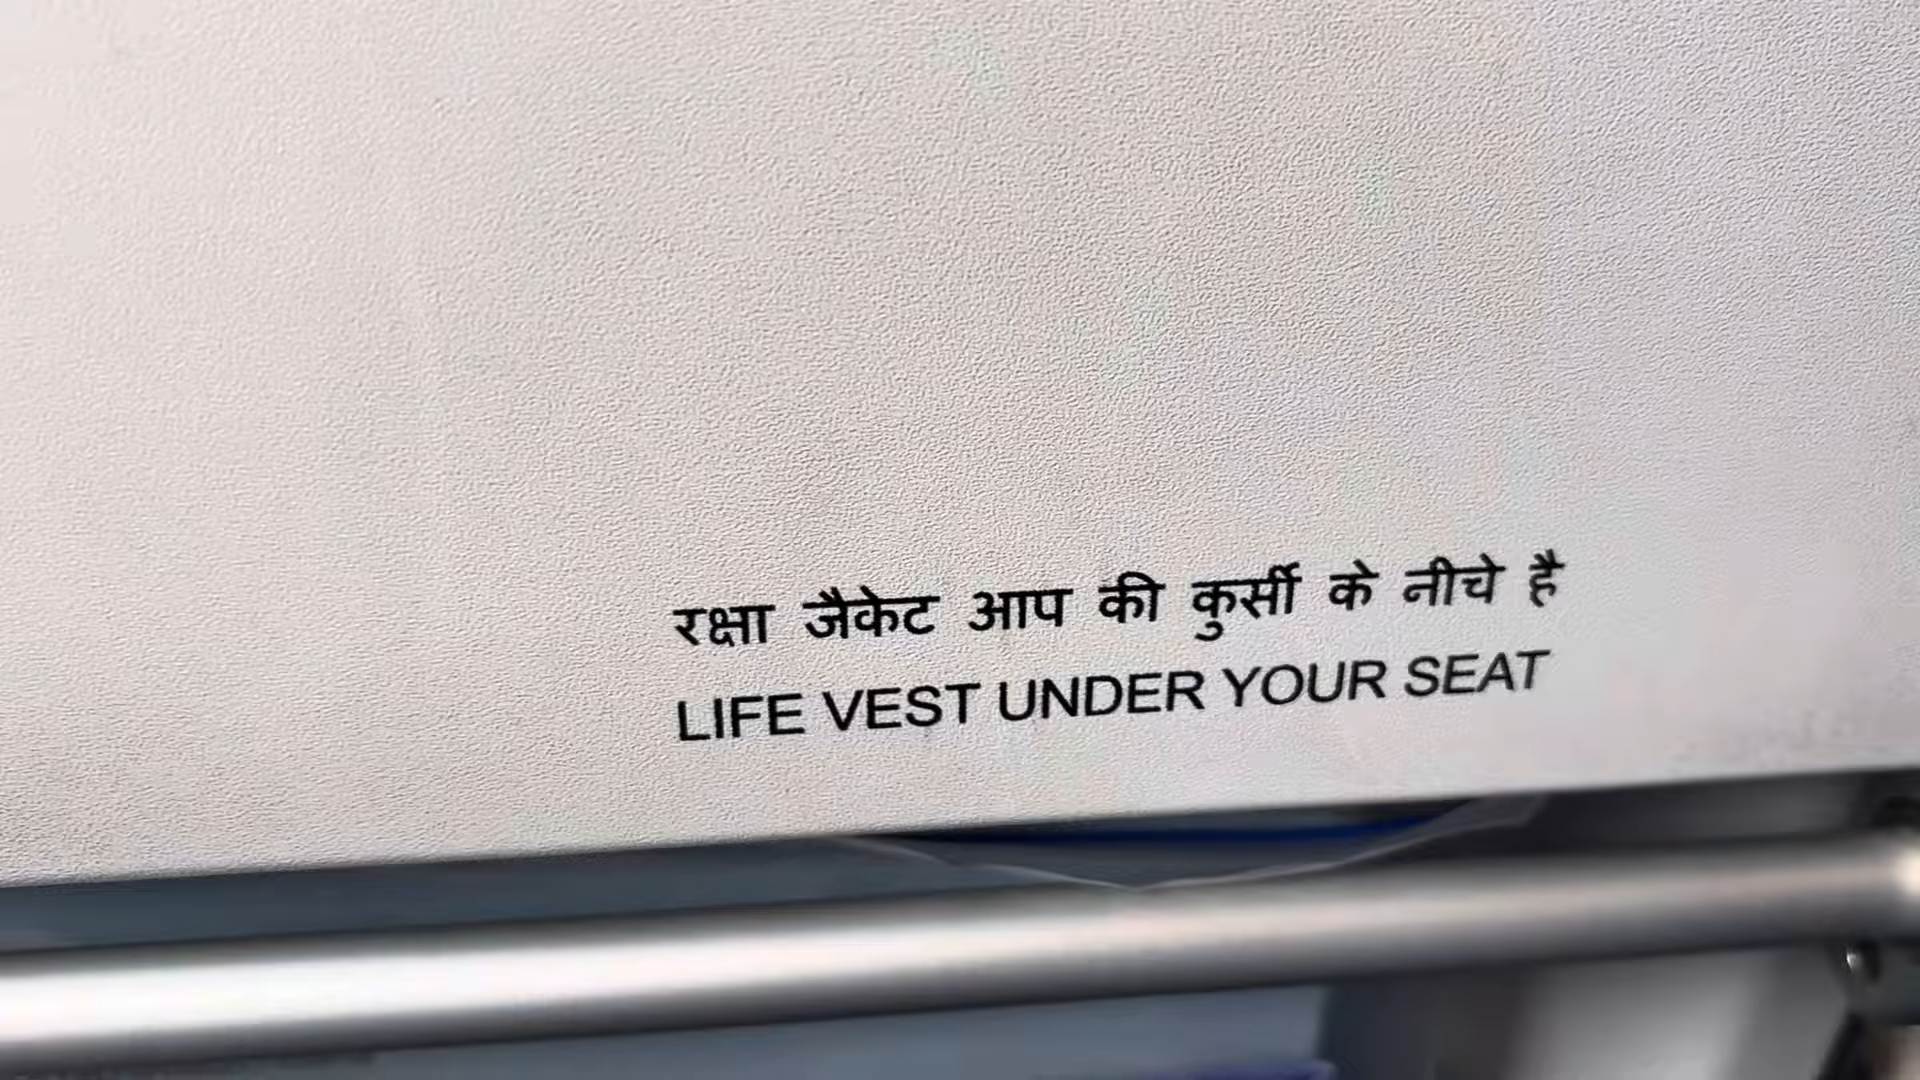 रक्षा जैकेट आप की कुर्सी के नीचे है
LIFE VEST UNDER YOUR SEAT